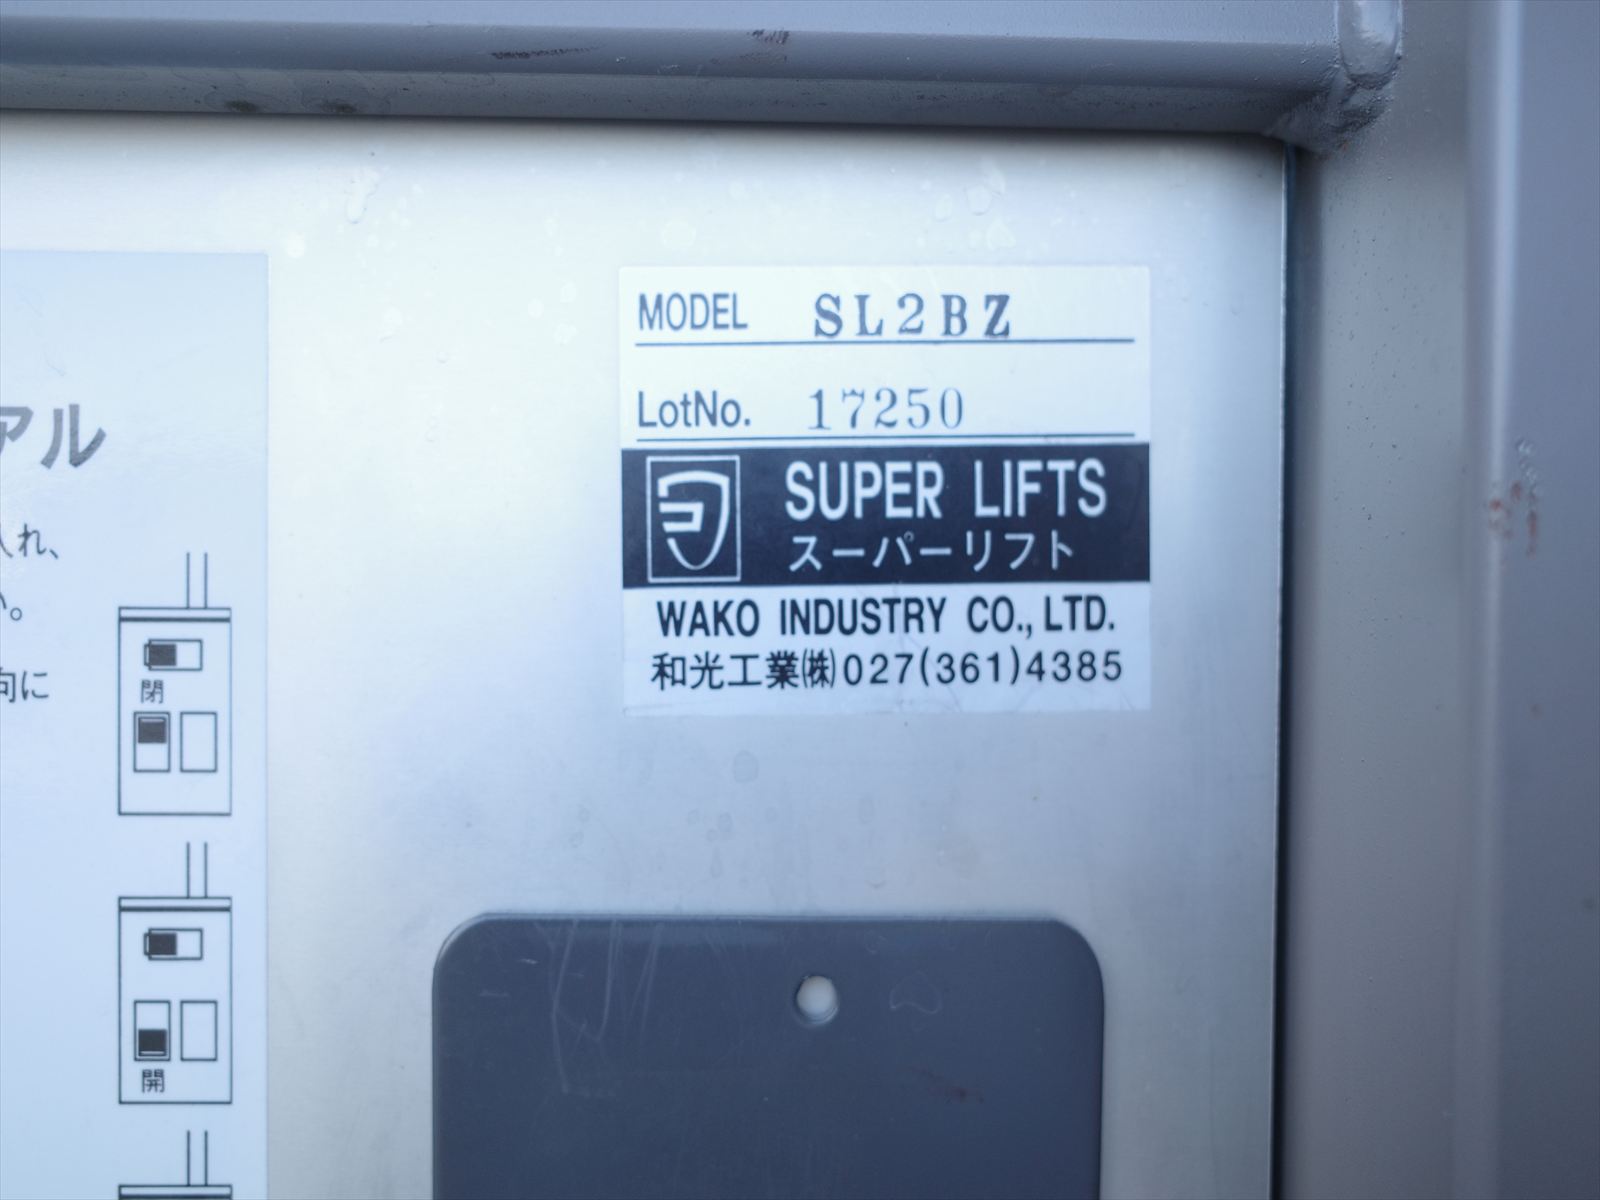 MODEL SL2BZ
LotNo. 17250
SUPER LIFTS
スーパーリフト
WAKO INDUSTRY CO., LTD.
和光工業㈱027(361)4385
アル
入れ、
い。
向に
閉
開